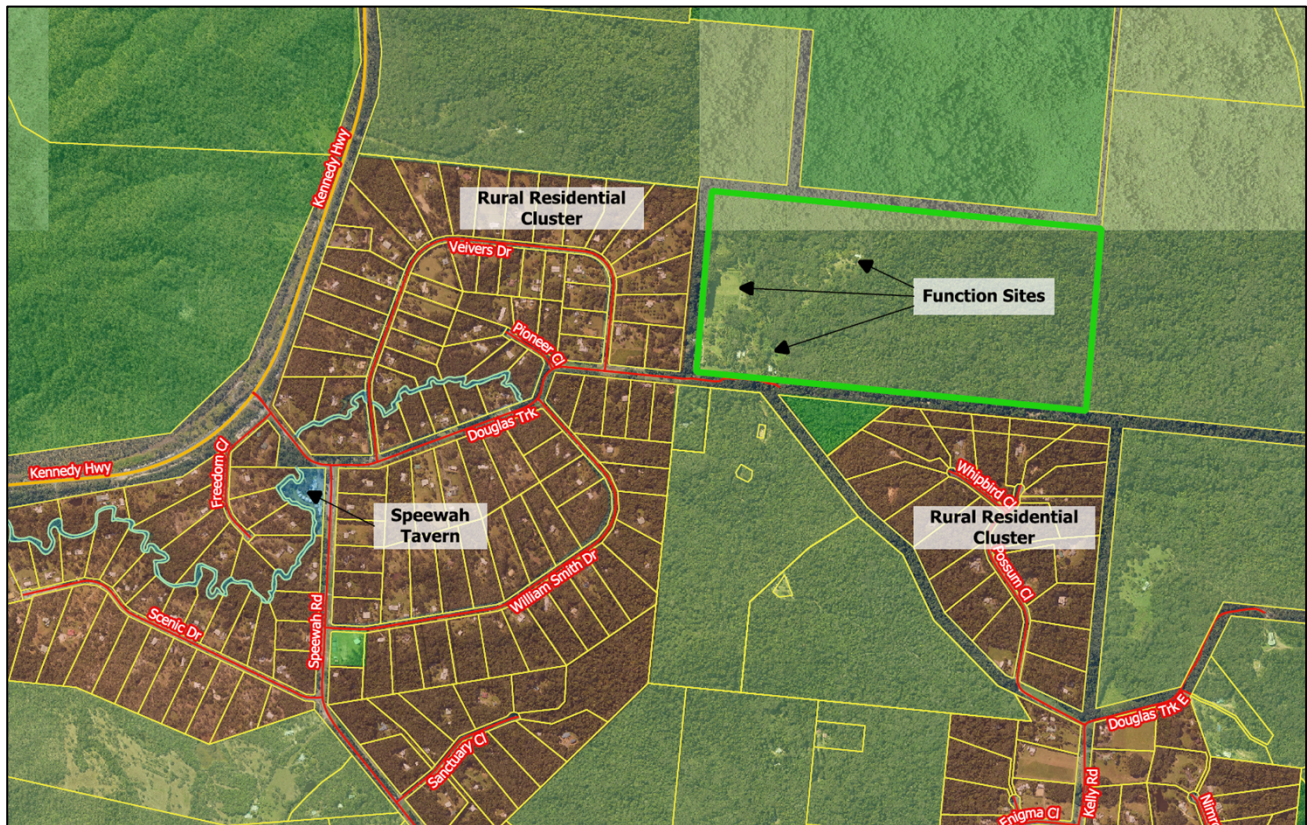 Kennedy Hwy
Rural Residential
Cluster
Veivers Dr
Function Sites
Pioneer Cl
Douglas Trk
Kennedy Hwy
Freedom Cl
Speewah
Tavern
Whipbird Cl
Rural Residential
Cluster
Possum Cl
William Smith Dr
Scenic Dr
Speewah Rd
Douglas Trk E
Sanctuary Cl
Kelly Rd
Enigma Cl